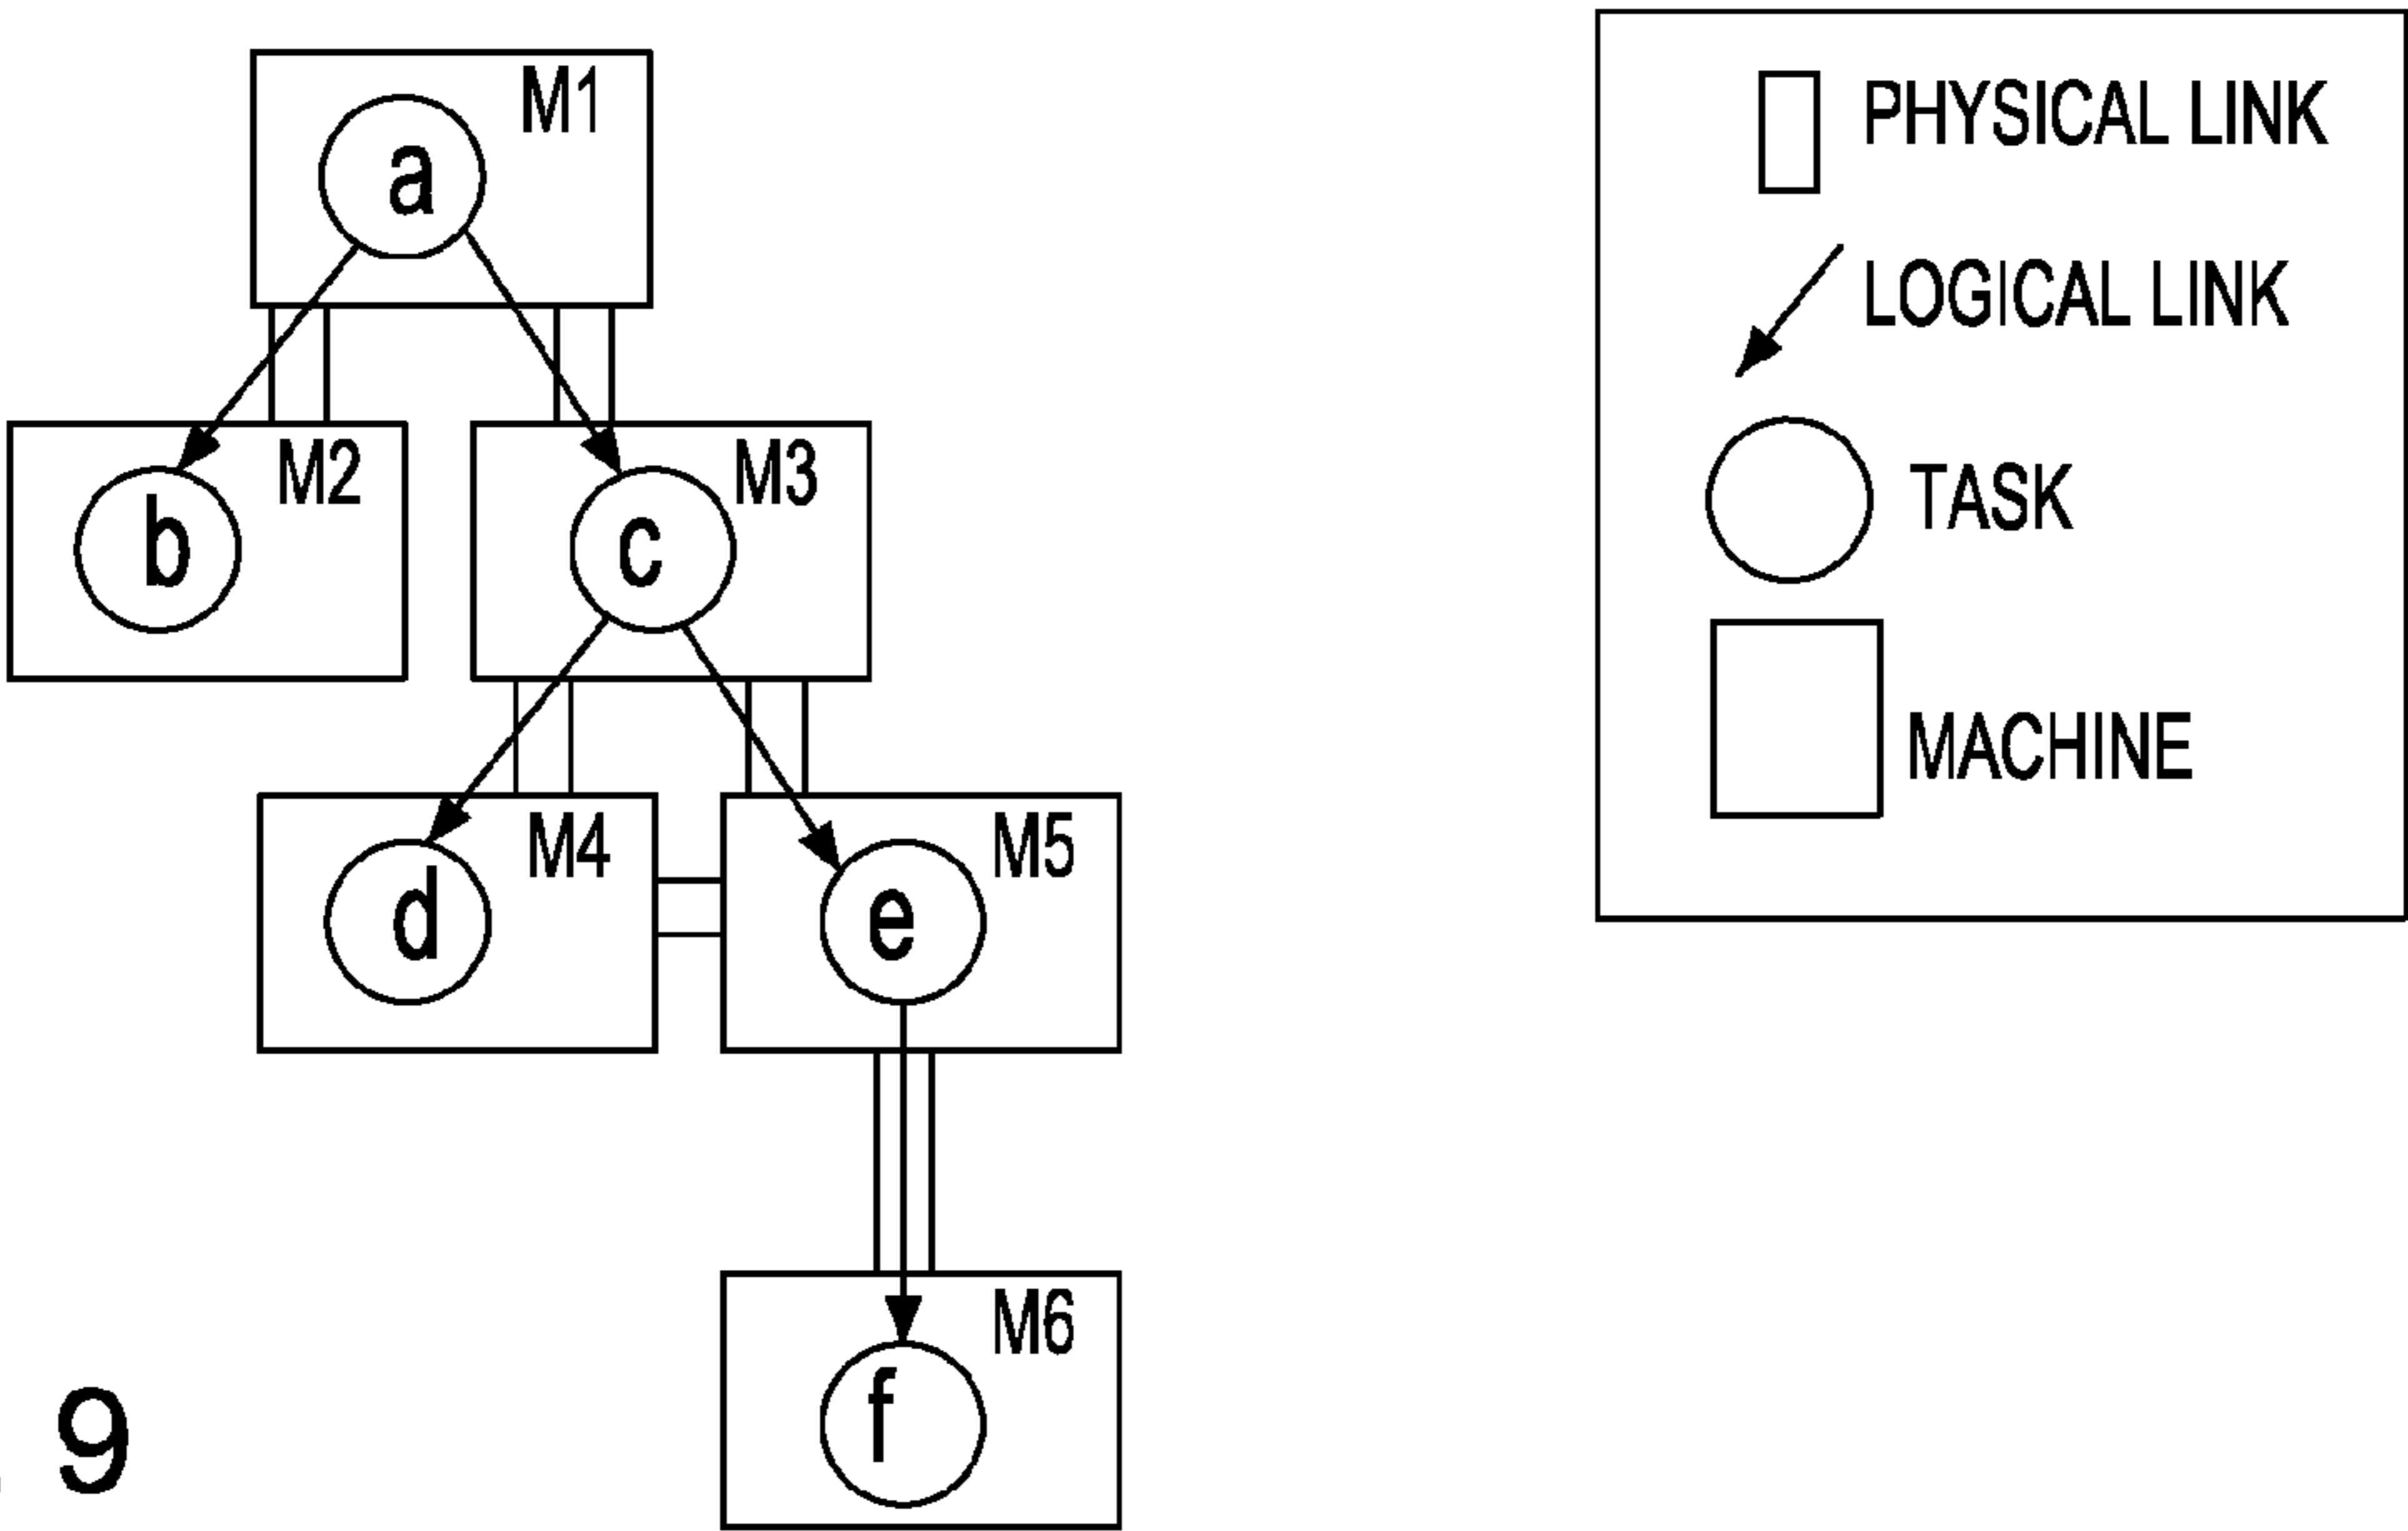 M1
a
M2
b
M3
c
M4
d
M5
e
M6
f
PHYSICAL LINK
LOGICAL LINK
TASK
MACHINE
9